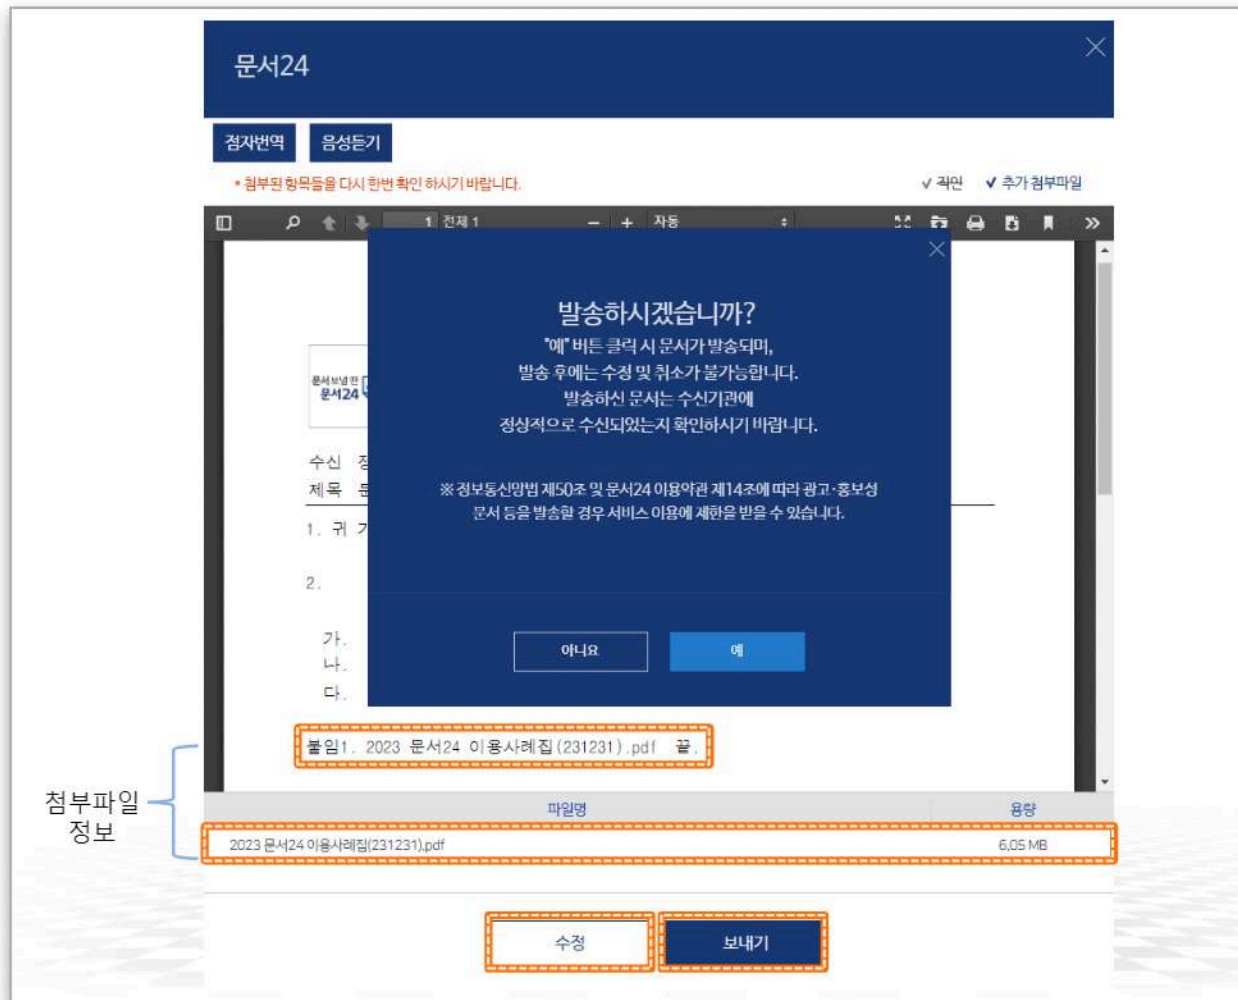 문서24
점자번역 음성듣기
• 첨부된 항목들을 다시 한번 확인 하시기 바랍니다. 직인 추가 첨부파일
1 전체 1 자동
발송하시겠습니까?
"예" 버튼 클릭 시 문서가 발송되며,
발송 후에는 수정 및 취소가 불가능합니다.
발송하신 문서는 수신기관에
정상적으로 수신되었는지 확인하시기 바랍니다.
※ 정보통신망법 제50조 및 문서24 이용약관 제14조에 따라 광고·홍보성
문서 등을 발송할 경우 서비스 이용에 제한을 받을 수 있습니다.
아니요 예
문서보낼 땐
문서24
수신
제목
1. 귀
2.
가.
나.
다.
붙임1. 2023 문서24 이용사례집(231231).pdf 끝.
첨부파일
정보
파일명 용량
2023 문서24 이용사례집(231231).pdf 6,05 MB
수정 보내기